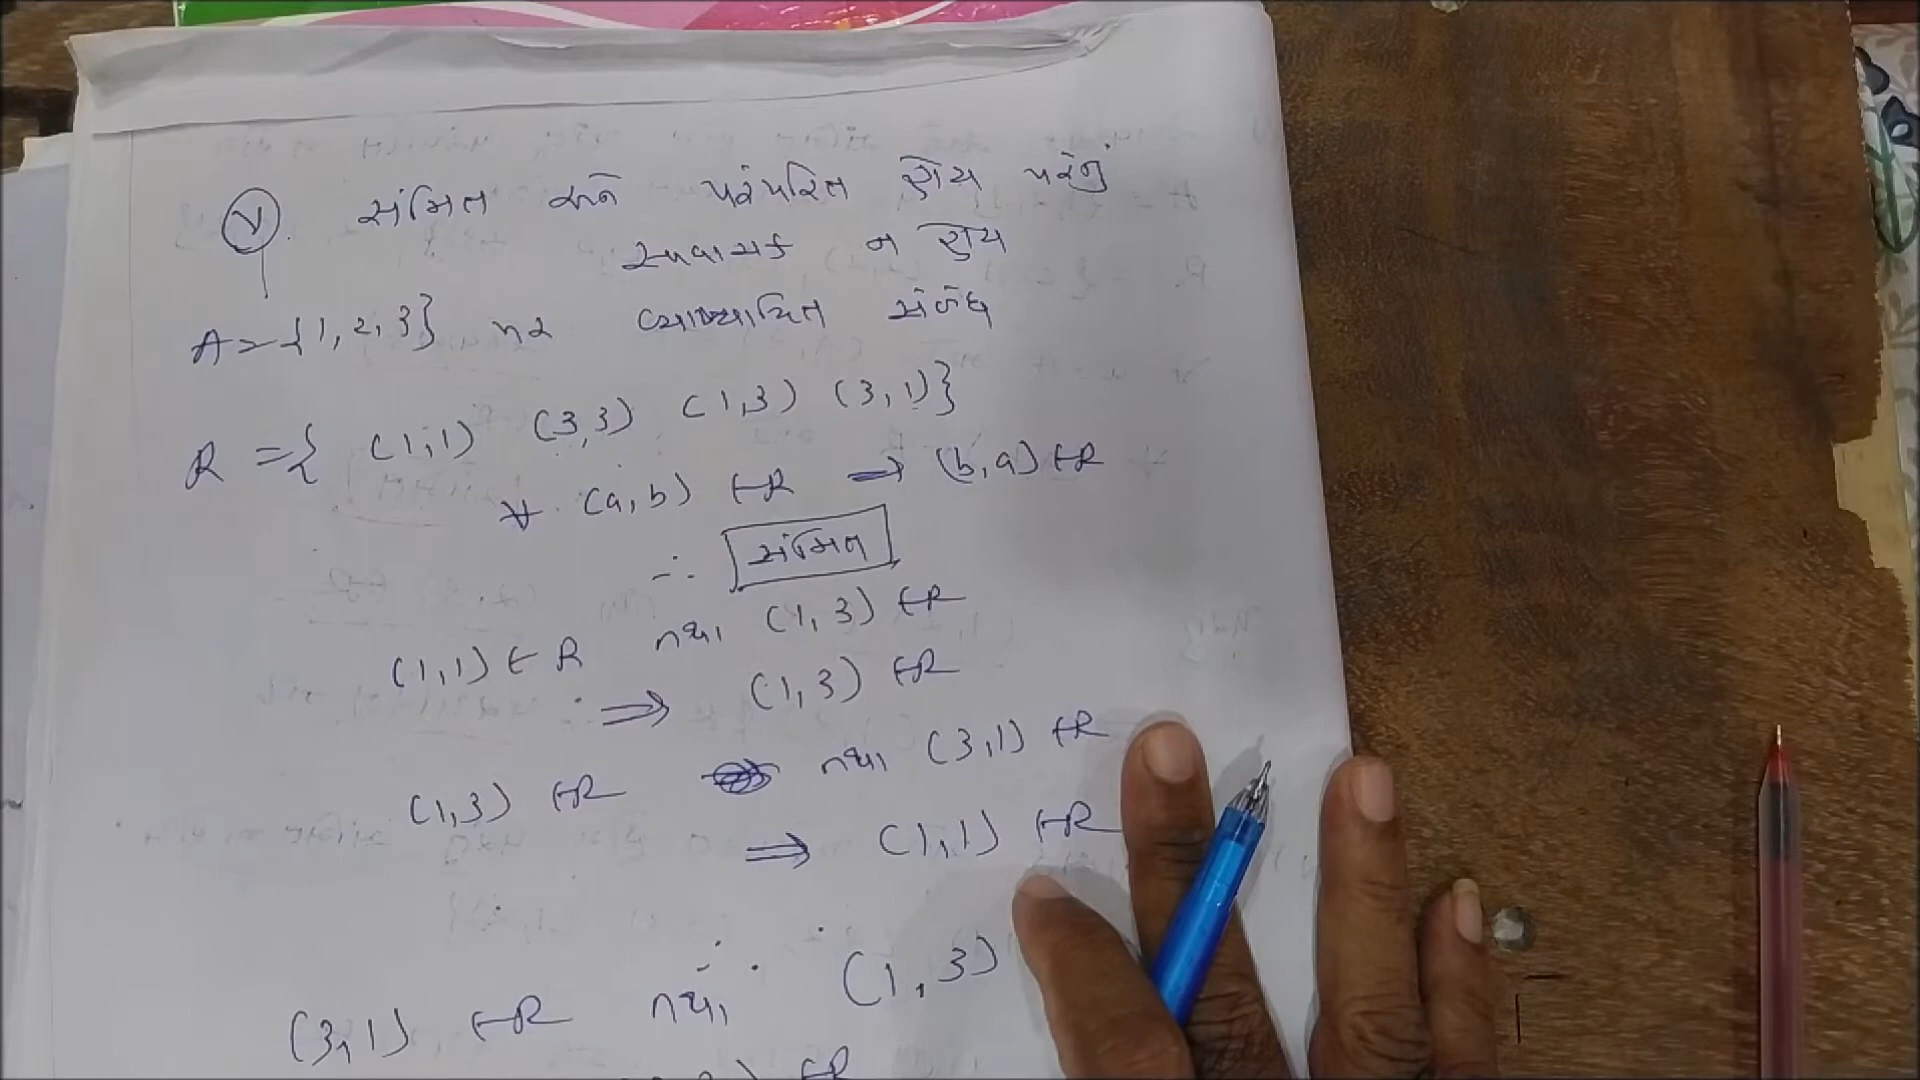 (v) સંમિત અને પરંપરિત હોય પરંતુ
સ્વવાચક ન હોય
A = {1, 2, 3} પર વ્યાખ્યાયિત સંબંધ
R = { (1,1) (3,3) (1,3) (3,1)}
∀ (a, b) ∈ R → (b, a) ∈ R
∴ સંમિત
(1,1) ∈ R તથા (1, 3) ∈ R
⇒ (1, 3) ∈ R
(1,3) ∈ R તથા (3,1) ∈ R
⇒ (1,1) ∈ R
(3,1) ∈ R તથા (1, 3)